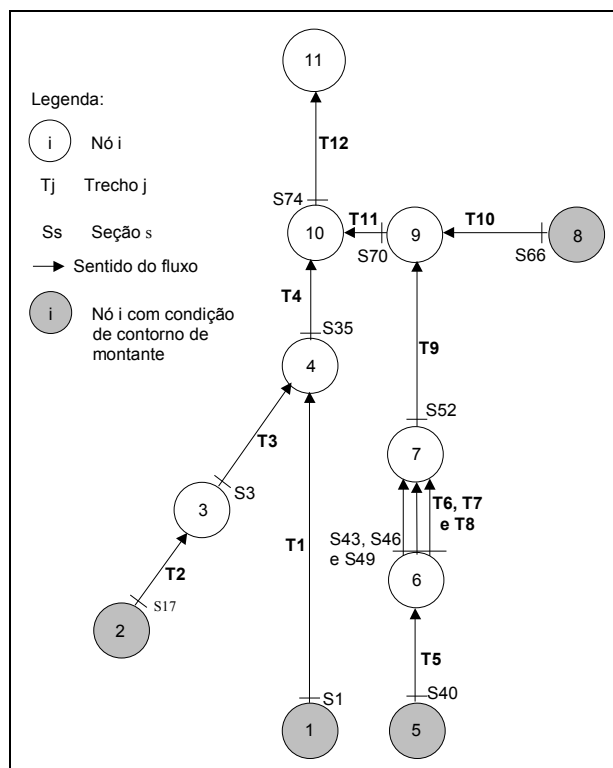 11
Legenda:
i Nó i
T12
Tj Trecho j
S74
T11
T10
Ss Seção s
10
9
8
S70
S66
Sentido do fluxo
T4
i Nó i com condição
de contorno de
montante
S35
T9
4
S52
T3
7
S3
T6, T7
e T8
3
S43, S46
e S49
T1
T2
6
S17
2
T5
S1
S40
1
5